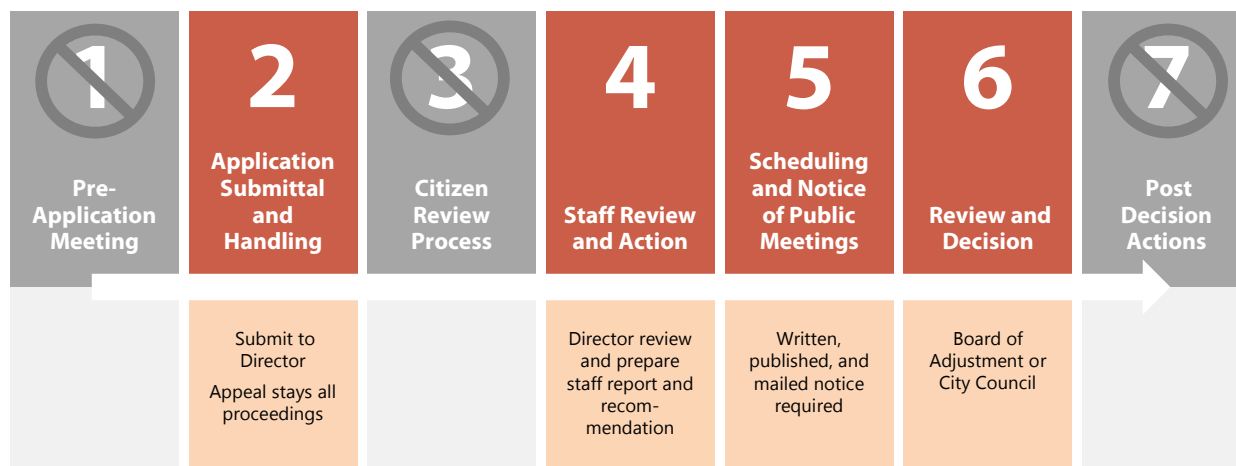 1
Pre-
Application
Meeting
2
Application
Submittal
and
Handling
Submit to
Director
Appeal stays all
proceedings
3
Citizen
Review
Process
4
Staff Review
and Action
Director review
and prepare
staff report and
recom-
mendation
5
Scheduling
and Notice
of Public
Meetings
Written,
published, and
mailed notice
required
6
Review and
Decision
Board of
Adjustment or
City Council
7
Post
Decision
Actions